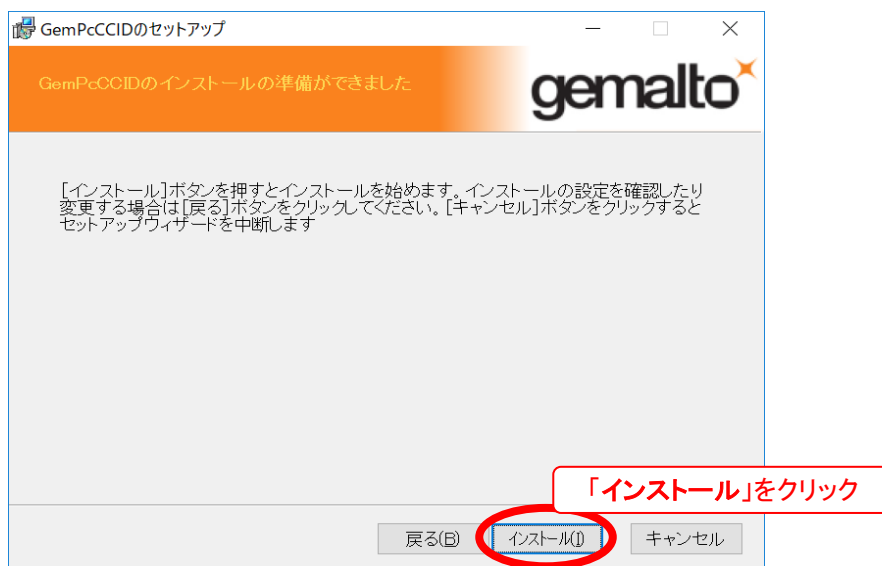 GemPcCCIDのセットアップ
GemPcCCIDのインストールの準備ができました
gemalto
[インストール]ボタンを押すとインストールを始めます。インストールの設定を確認したり
変更する場合は[戻る]ボタンをクリックしてください。[キャンセル]ボタンをクリックすると
セットアップウィザードを中断します
「インストール」をクリック
戻る(B)
インストール(I)
キャンセル